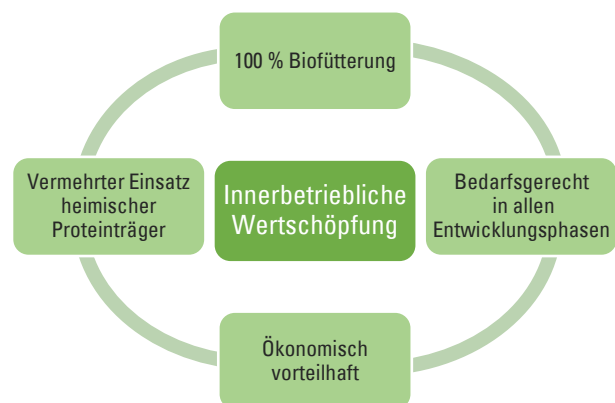 100 % Biofütterung
Vermehrter Einsatz
heimischer
Proteinträger
Innerbetriebliche
Wertschöpfung
Bedarfsgerecht
in allen
Entwicklungsphasen
Ökonomisch
vorteilhaft